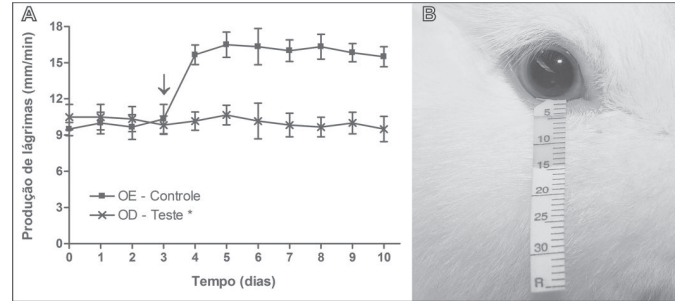 A
Produção de lágrimas (mm/min)
18
15
12
9
6
3
0
OE - Controle
OD - Teste *
0 1 2 3 4 5 6 7 8 9 10
Tempo (dias)
B
5
10
15
20
25
30
R